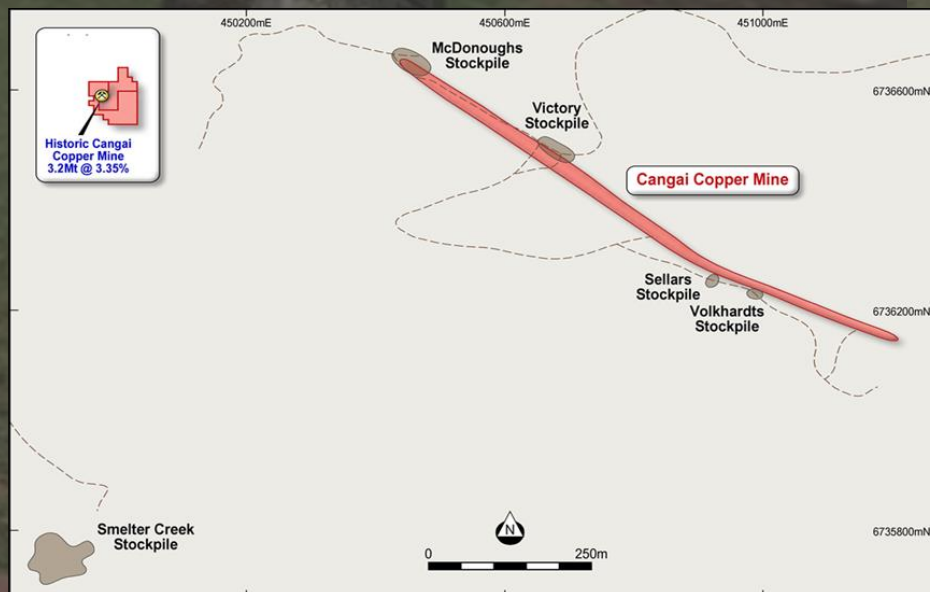 450200mE
450600mE
451000mE
McDonoughs
Stockpile
6736600mN
Historic Cangai
Copper Mine
3.2Mt @ 3.35%
Victory
Stockpile
Cangai Copper Mine
Sellars
Stockpile
Volkhardts
Stockpile
6736200mN
Smelter Creek
Stockpile
N
0
250m
6735800mN